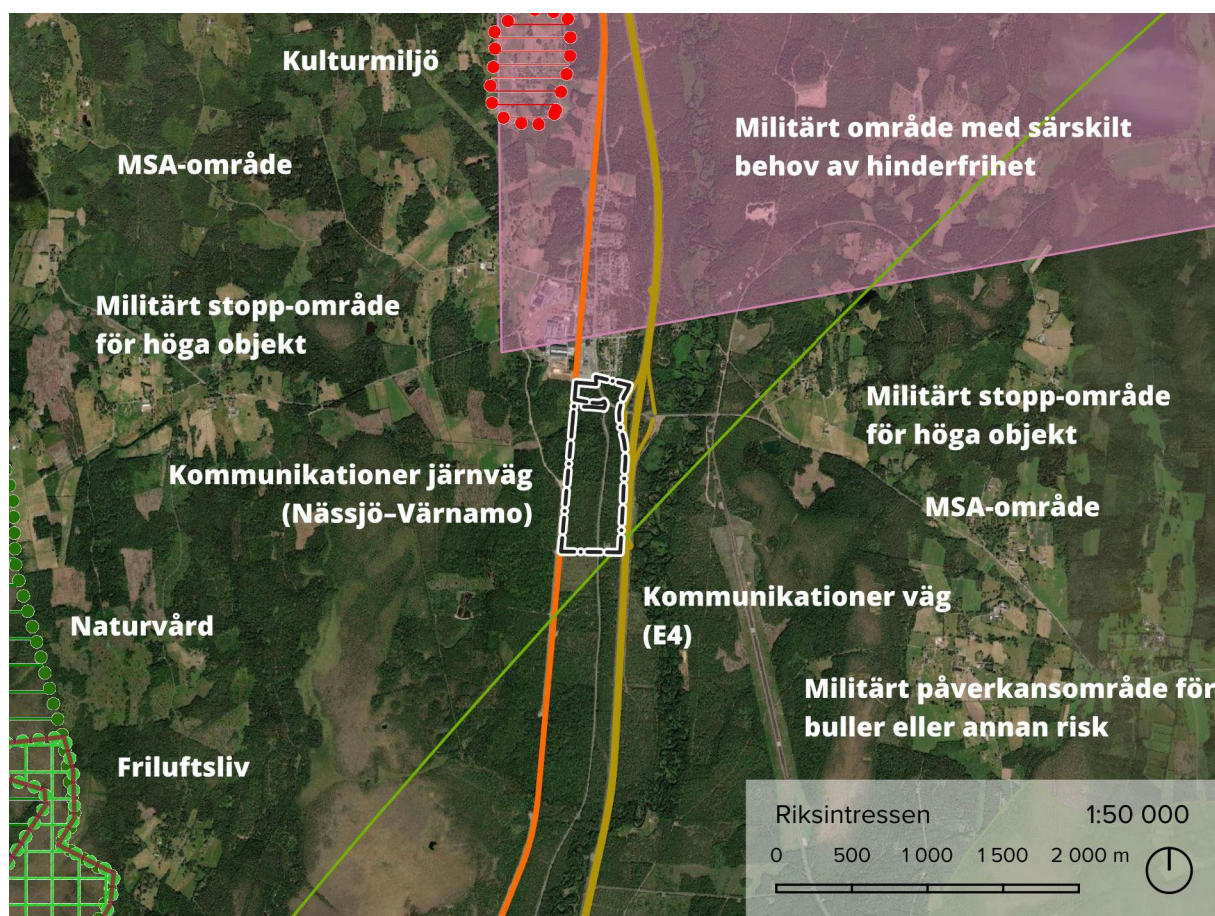 Kulturmiljö
MSA-område
Militärt område med särskilt
behov av hinderfrihet
Militärt stopp-område
för höga objekt
Militärt stopp-område
för höga objekt
Kommunikationer järnväg
(Nässjö–Värnamo)
MSA-område
Kommunikationer väg
(E4)
Naturvård
Militärt påverkansområde för
buller eller annan risk
Friluftsliv
Riksintressen 1:50 000
0 500 1 000 1 500 2 000 m